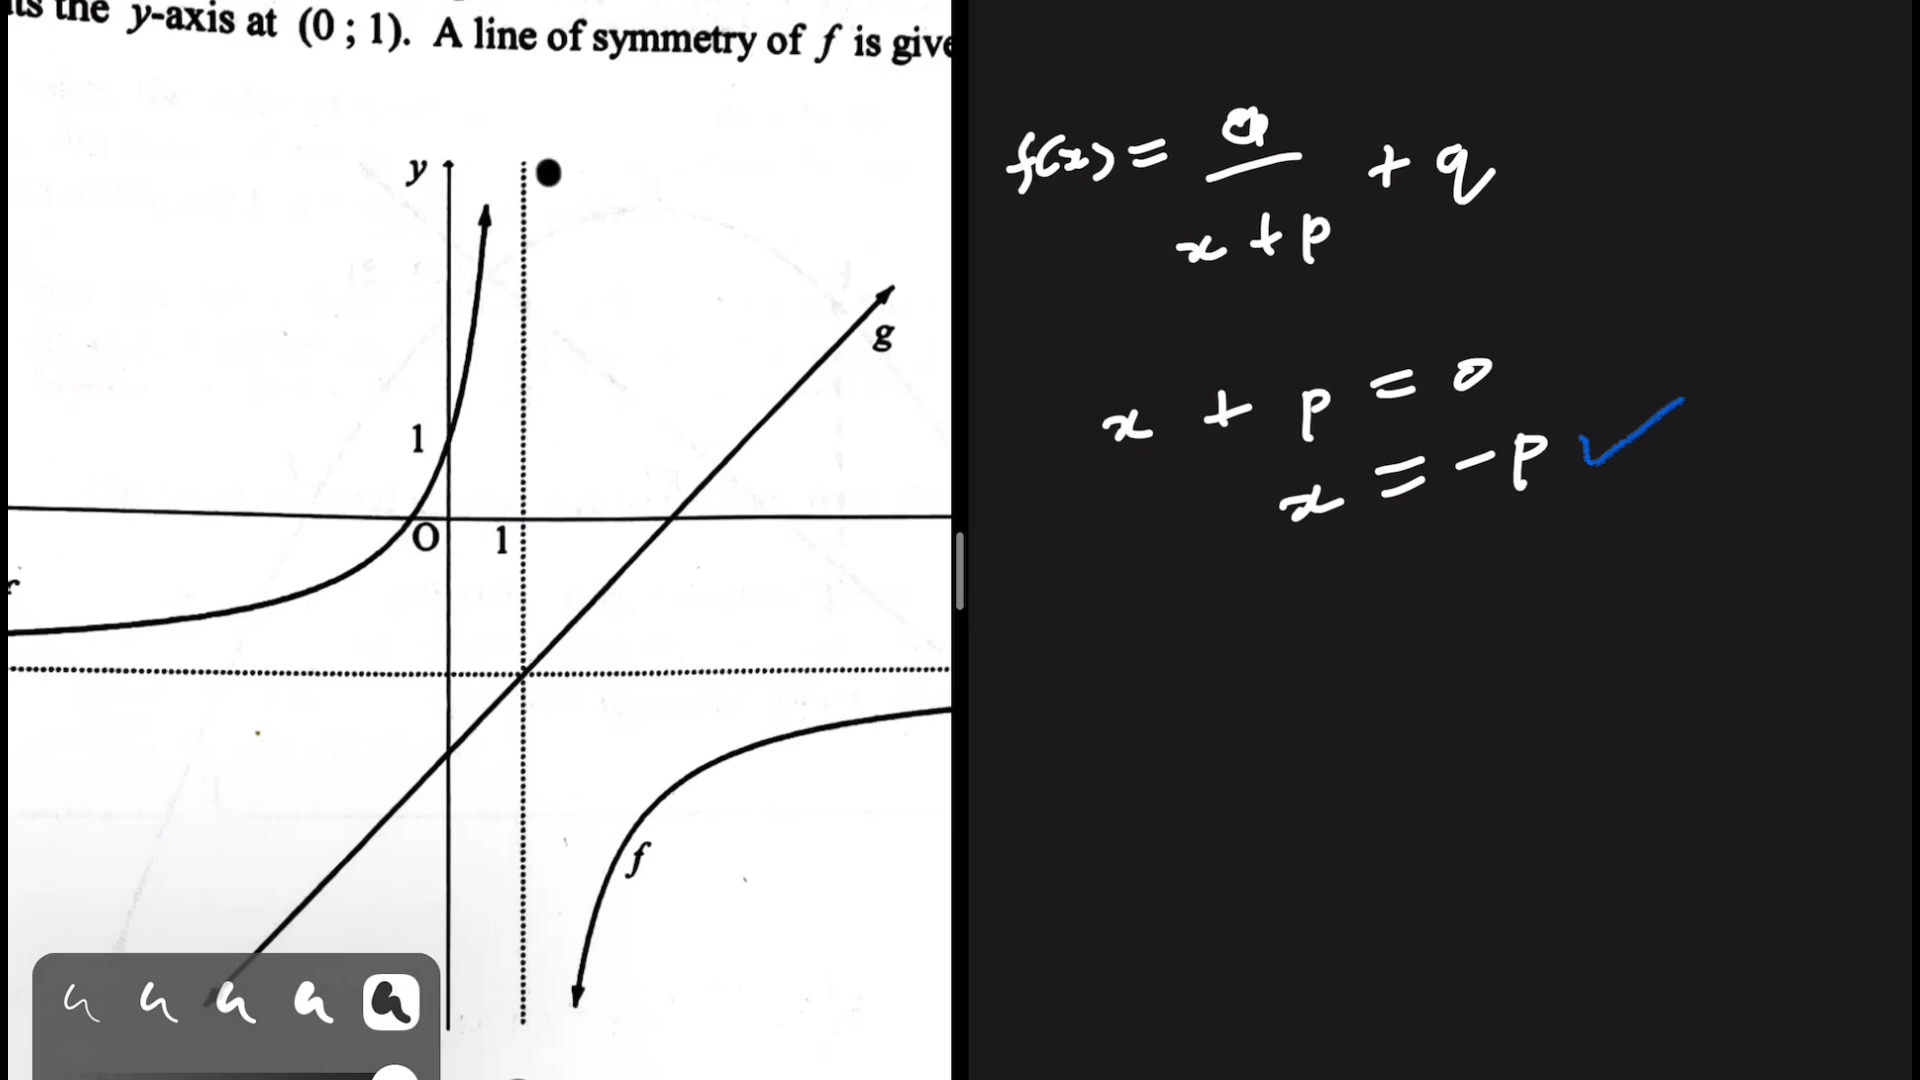 the y-axis at (0 ; 1). A line of symmetry of f is give
y
g
1
O 1
f
a a a a a
f(x) = a / x + p + q
x + p = 0
x = -p ✓